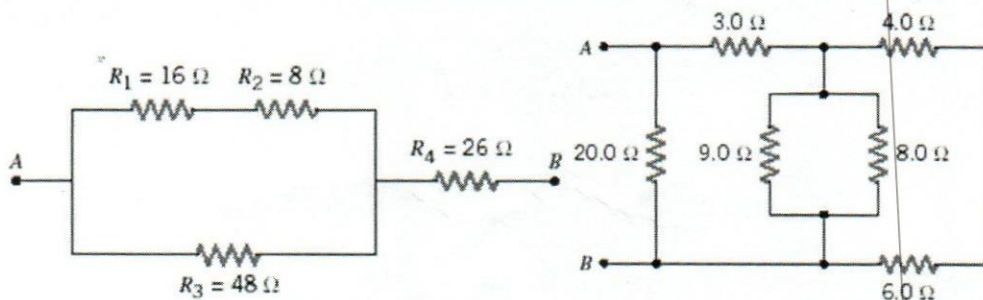 R1 = 16 Ω R2 = 8 Ω
A
R4 = 26 Ω B
R3 = 48 Ω
3.0 Ω 4.0 Ω
A
20.0 Ω 9.0 Ω 8.0 Ω
B
6.0 Ω